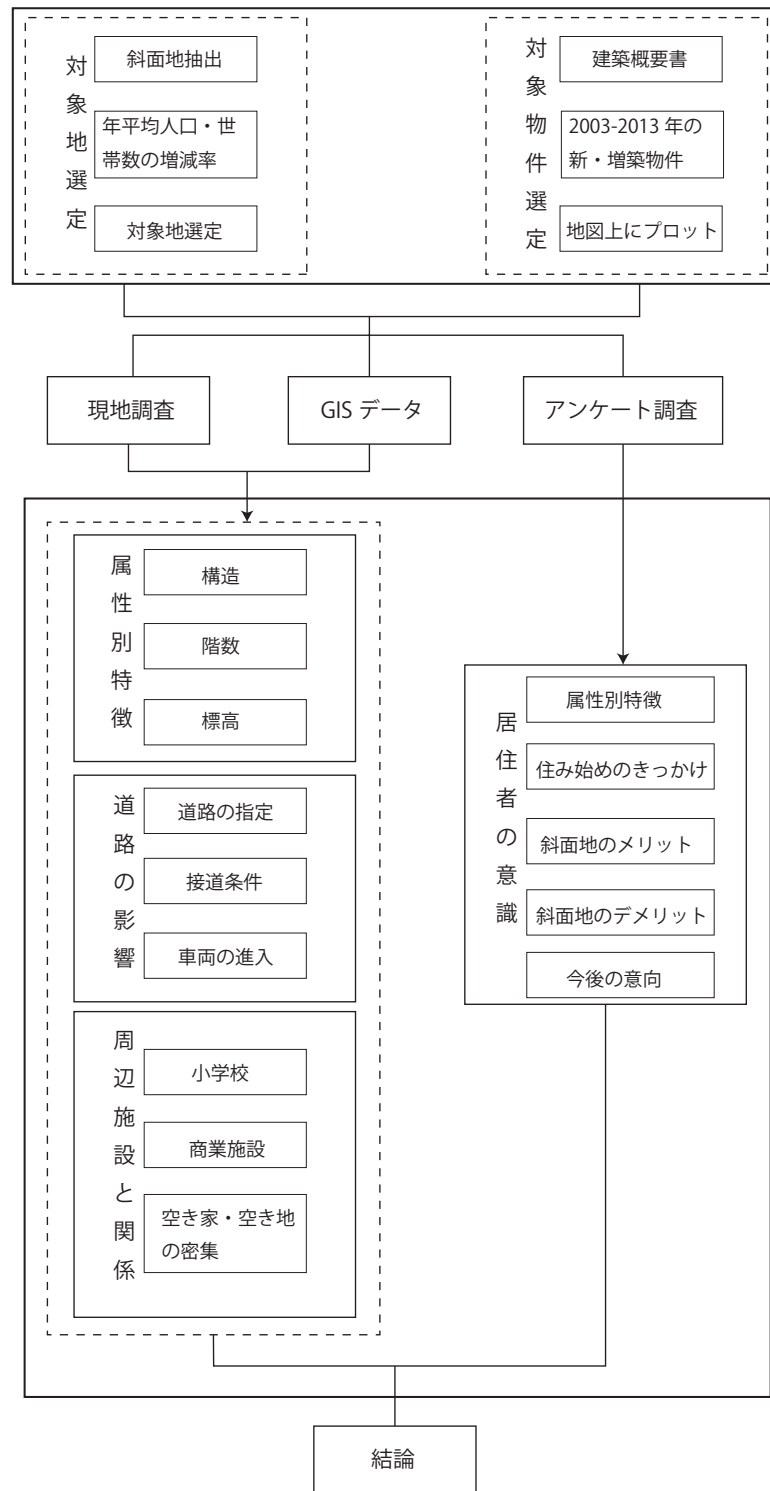 対象地選定
斜面地抽出
年平均人口・世
帯数の増減率
対象地選定
対象物件選定
建築概要書
2003-2013 年の
新・増築物件
地図上にプロット
現地調査
GIS データ
アンケート調査
属性別特徴
構造
階数
標高
道路の影響
道路の指定
接道条件
車両の進入
周辺施設と関係
小学校
商業施設
空き家・空き地
の密集
居住者の意識
属性別特徴
住み始めのきっかけ
斜面地のメリット
斜面地のデメリット
今後の意向
結論